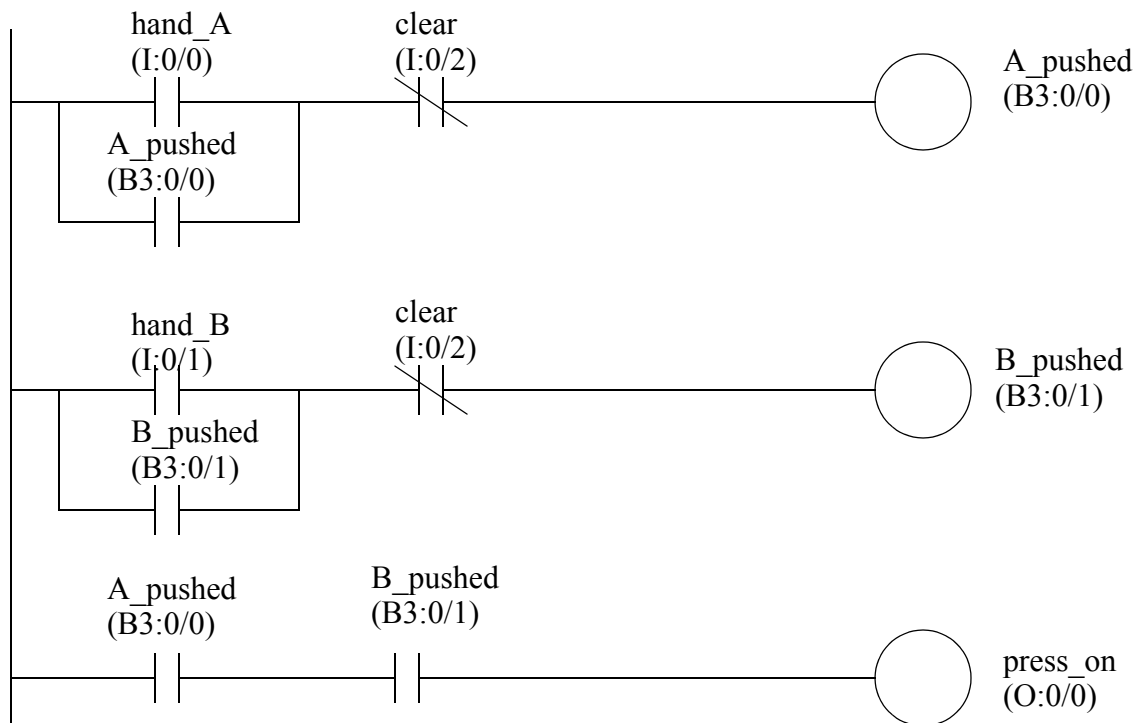 hand_A
(I:0/0)
clear
(I:0/2)
A_pushed
(B3:0/0)
A_pushed
(B3:0/0)
hand_B
(I:0/1)
clear
(I:0/2)
B_pushed
(B3:0/1)
B_pushed
(B3:0/1)
A_pushed
(B3:0/0)
B_pushed
(B3:0/1)
press_on
(O:0/0)